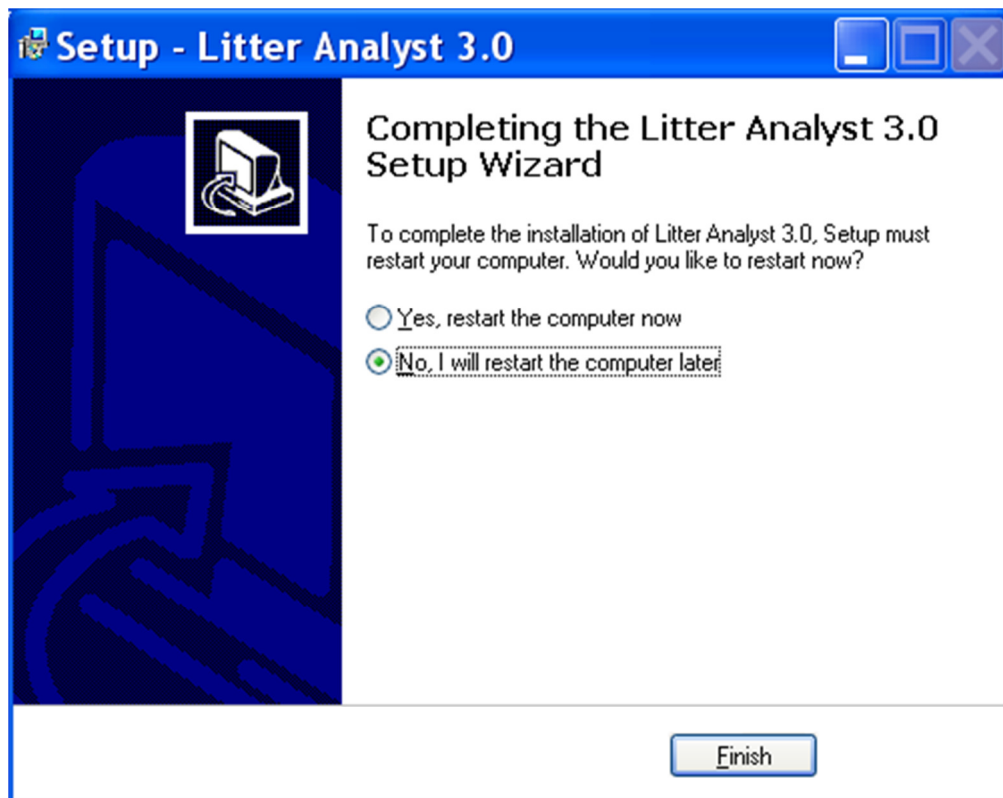 Setup - Litter Analyst 3.0
Completing the Litter Analyst 3.0
Setup Wizard
To complete the installation of Litter Analyst 3.0, Setup must
restart your computer. Would you like to restart now?
Yes, restart the computer now
No, I will restart the computer later
Finish